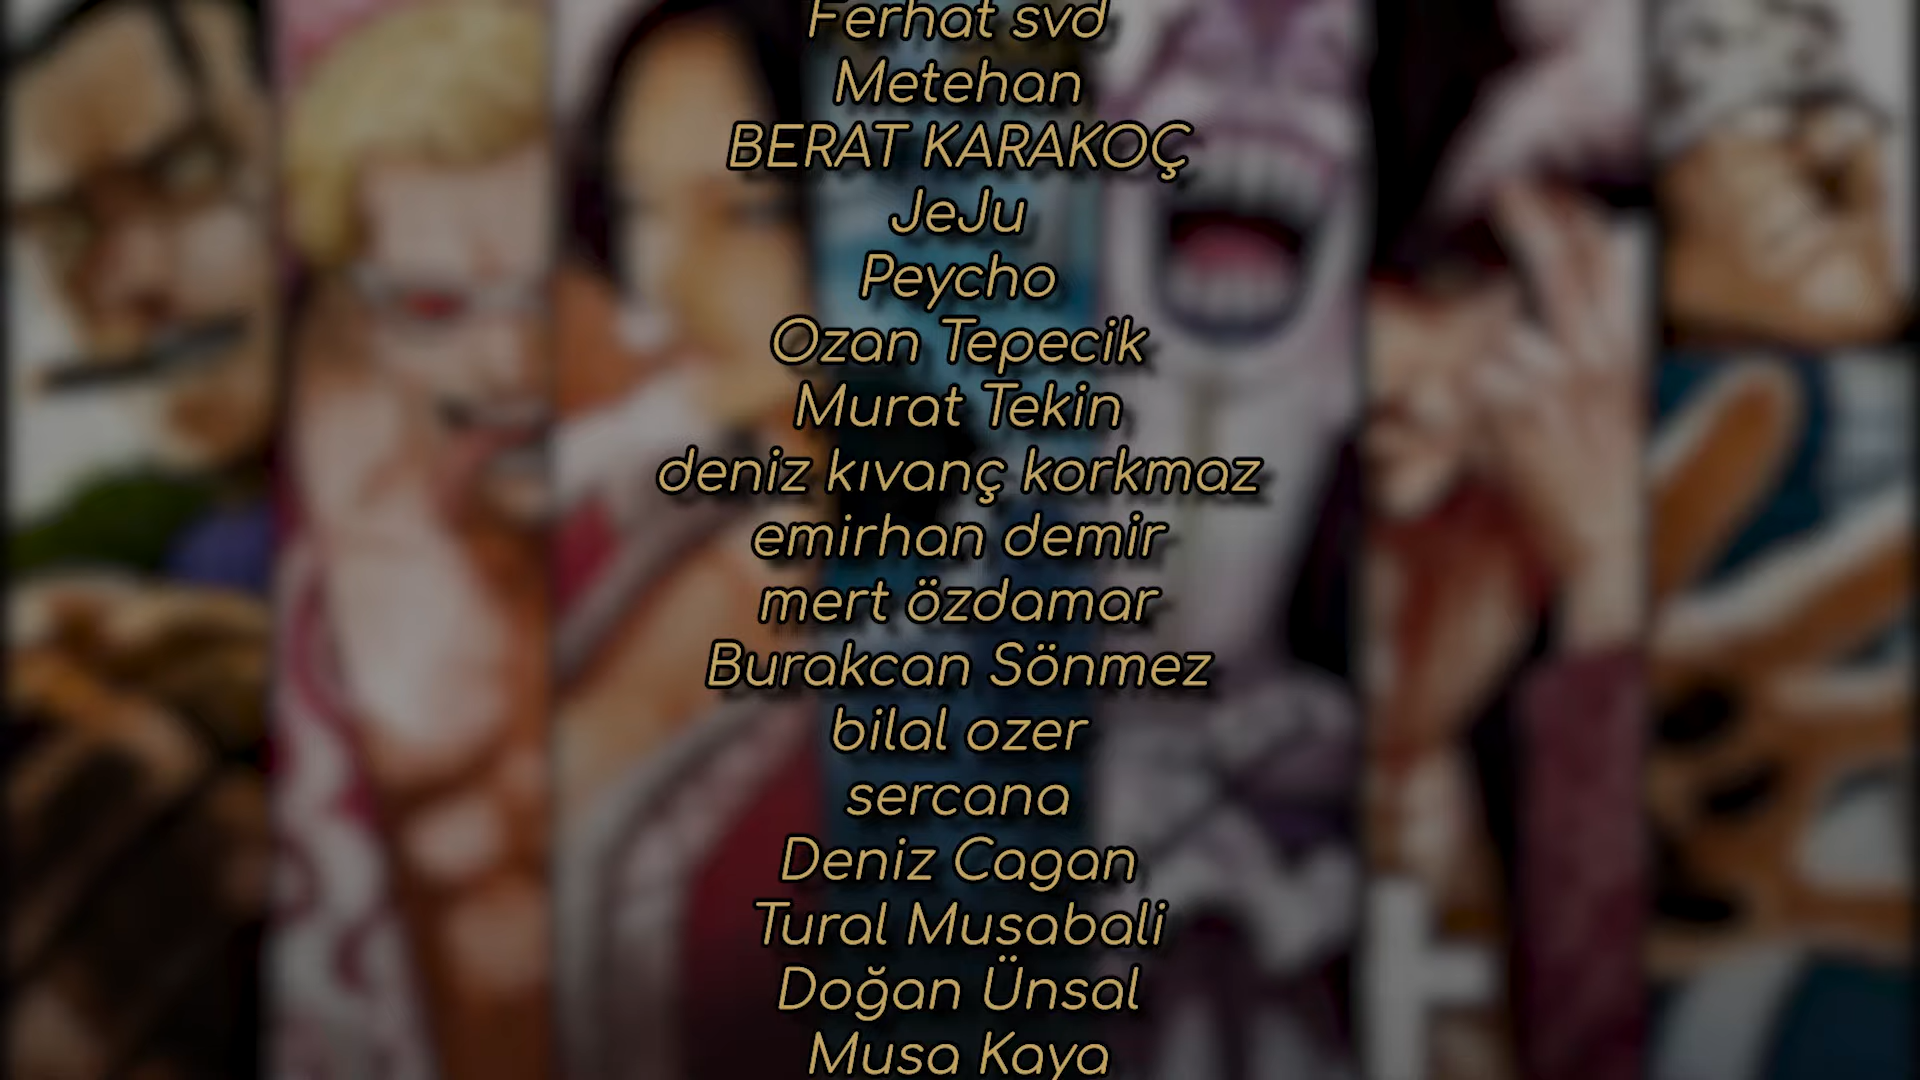 Ferhat svd
Metehan
BERAT KARAKOÇ
JeJu
Peycho
Ozan Tepecik
Murat Tekin
deniz kıvanç korkmaz
emirhan demir
mert özdamar
Burakcan Sönmez
bilal ozer
sercana
Deniz Cagan
Tural Musabali
Doğan Ünsal
Musa Kaya